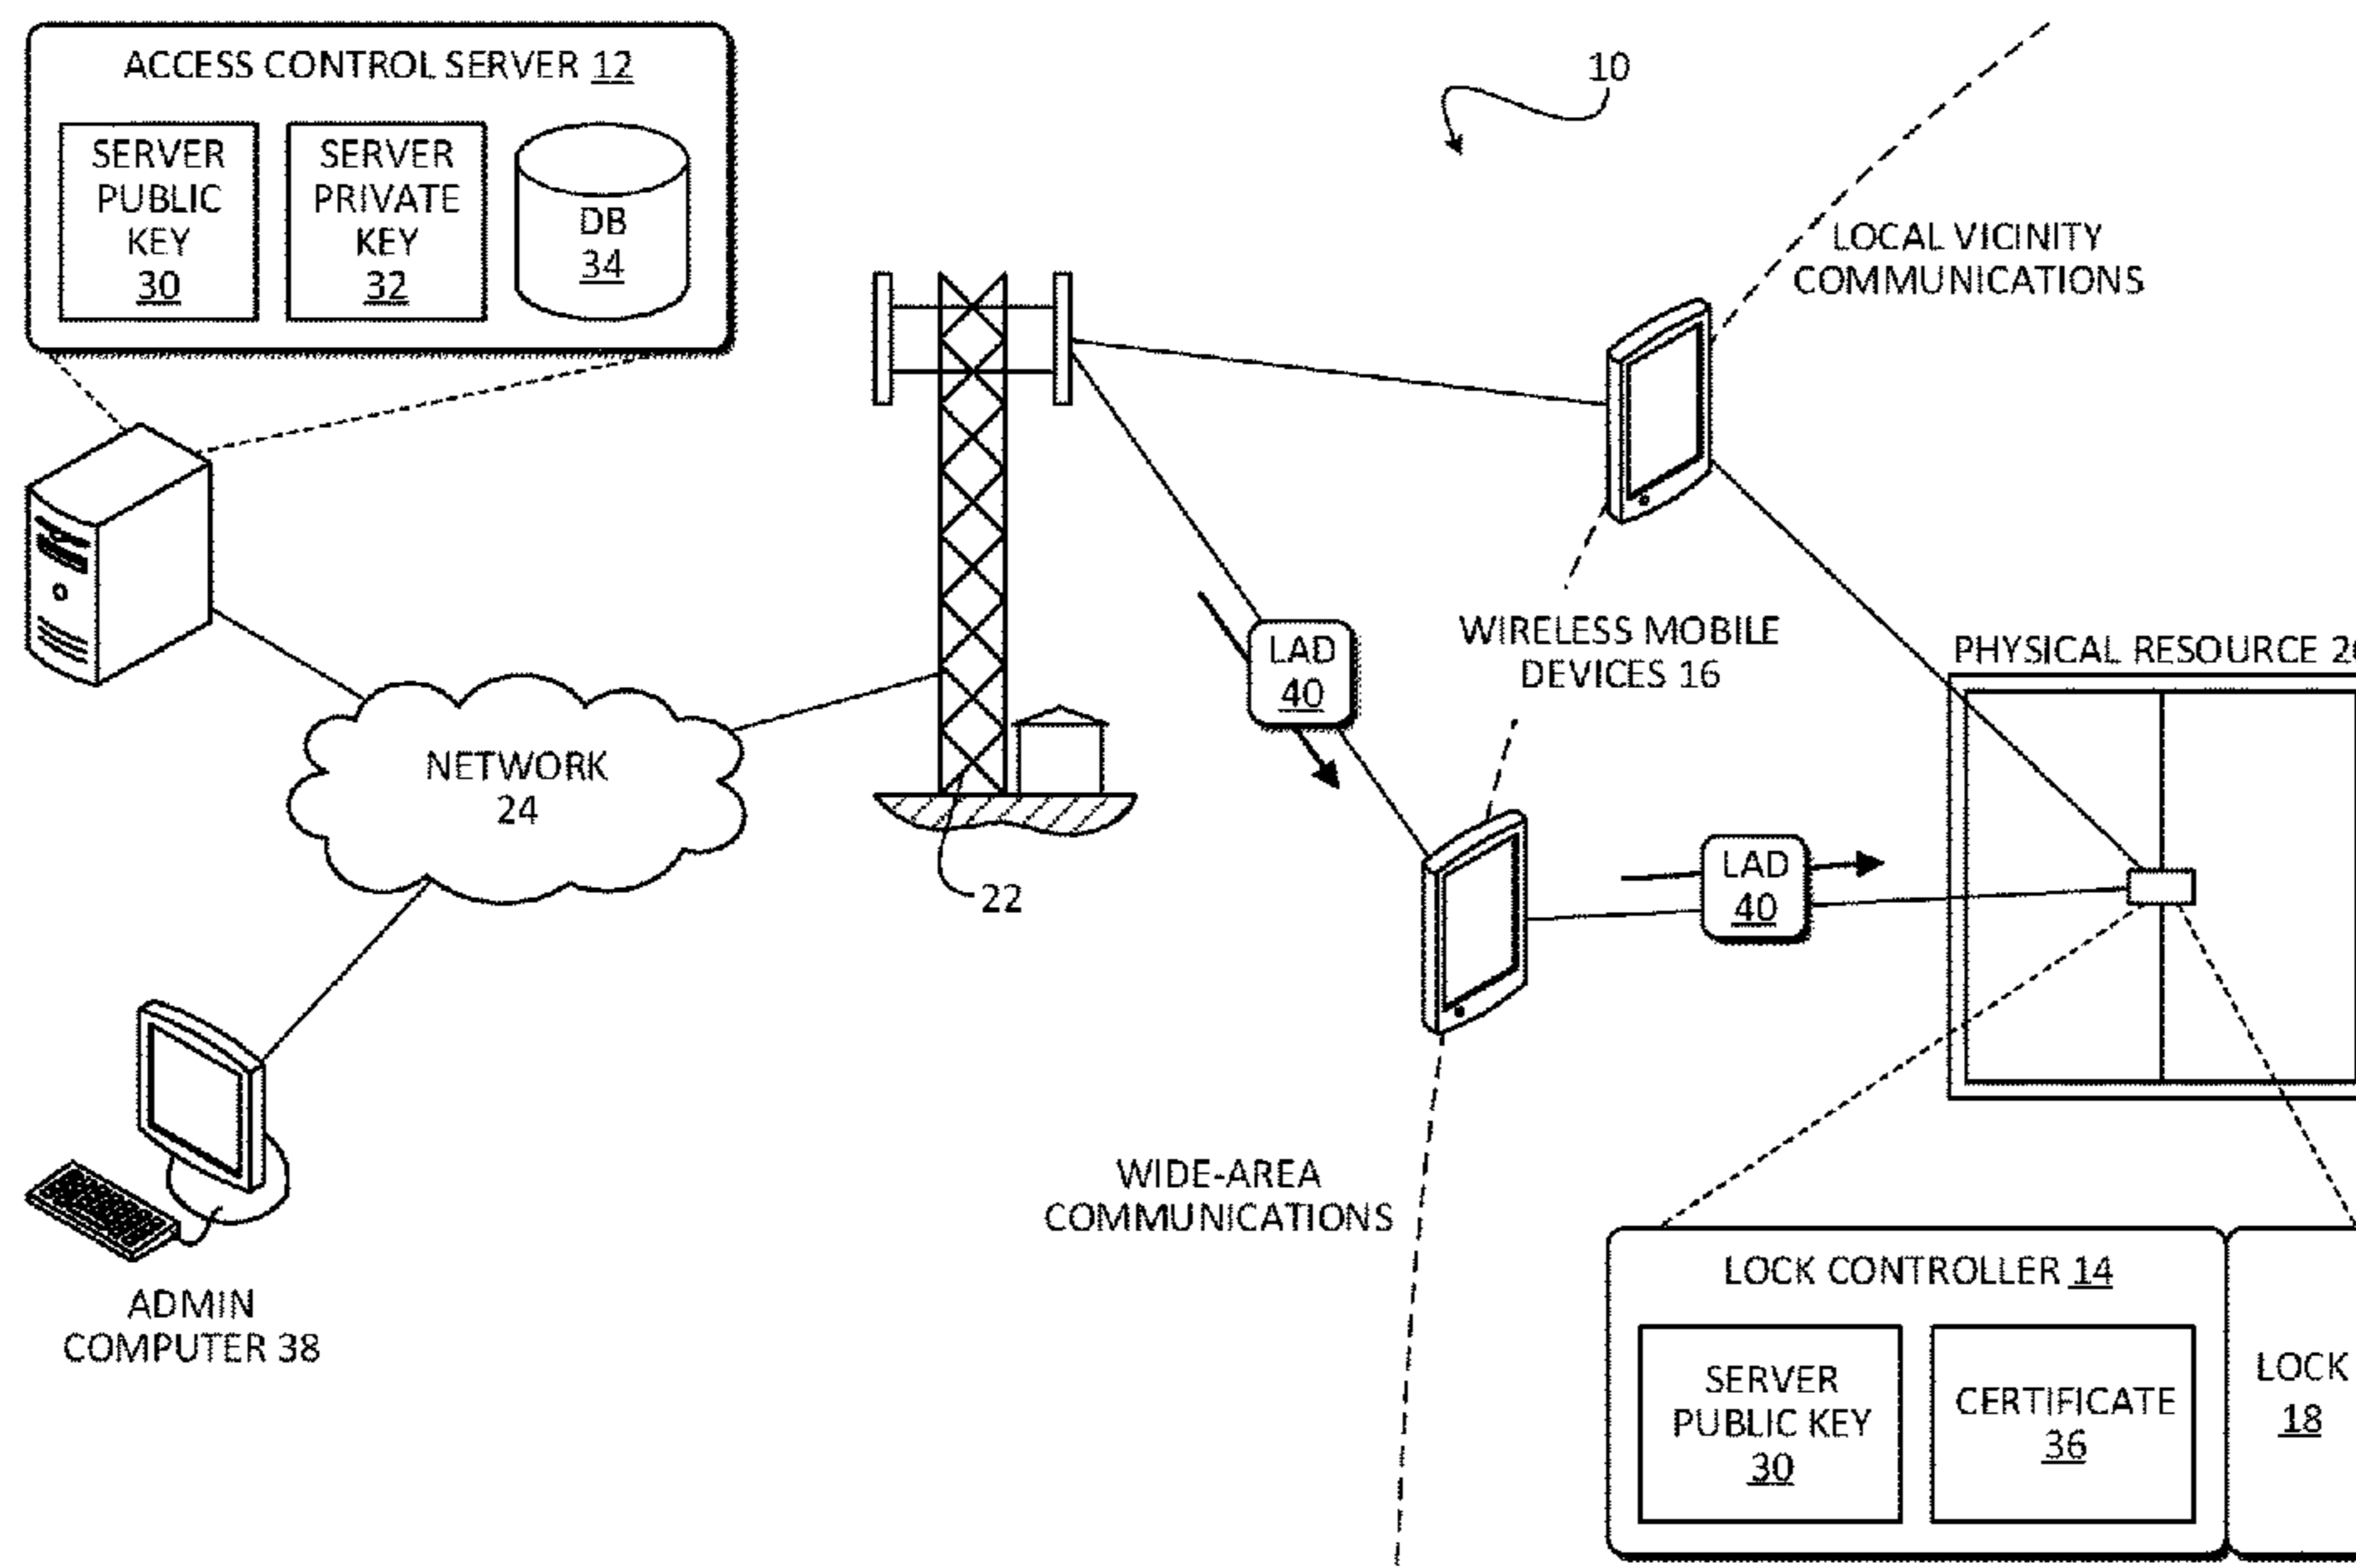 ACCESS CONTROL SERVER 12
SERVER
PUBLIC
KEY
30
SERVER
PRIVATE
KEY
32
DB
34
10
LOCAL VICINITY
COMMUNICATIONS
WIRELESS MOBILE
DEVICES 16
LAD
40
PHYSICAL RESOURCE
NETWORK
24
22
LAD
40
WIDE-AREA
COMMUNICATIONS
ADMIN
COMPUTER 38
LOCK CONTROLLER 14
SERVER
PUBLIC KEY
30
CERTIFICATE
36
LOCK
18